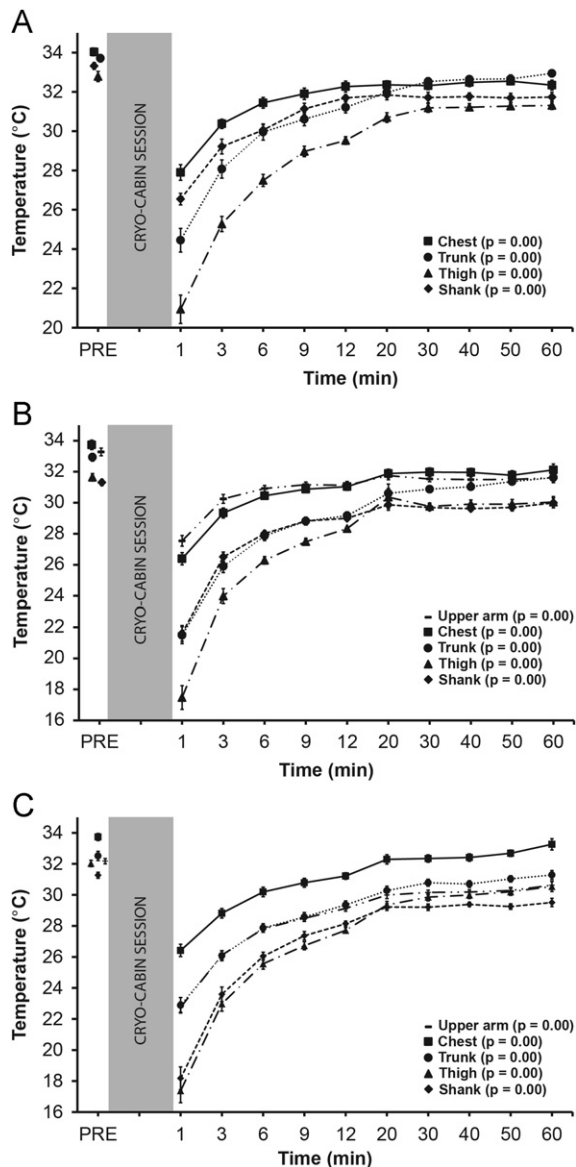 A
Temperature (°C)
34
32
30
28
26
24
22
20
CRYO-CABIN SESSION
Chest (p = 0.00)
Trunk (p = 0.00)
Thigh (p = 0.00)
Shank (p = 0.00)
PRE 1 3 6 9 12 20 30 40 50 60
Time (min)
B
Temperature (°C)
34
32
30
28
26
24
22
20
18
16
CRYO-CABIN SESSION
Upper arm (p = 0.00)
Chest (p = 0.00)
Trunk (p = 0.00)
Thigh (p = 0.00)
Shank (p = 0.00)
PRE 1 3 6 9 12 20 30 40 50 60
Time (min)
C
Temperature (°C)
34
32
30
28
26
24
22
20
18
16
CRYO-CABIN SESSION
Upper arm (p = 0.00)
Chest (p = 0.00)
Trunk (p = 0.00)
Thigh (p = 0.00)
Shank (p = 0.00)
PRE 1 3 6 9 12 20 30 40 50 60
Time (min)